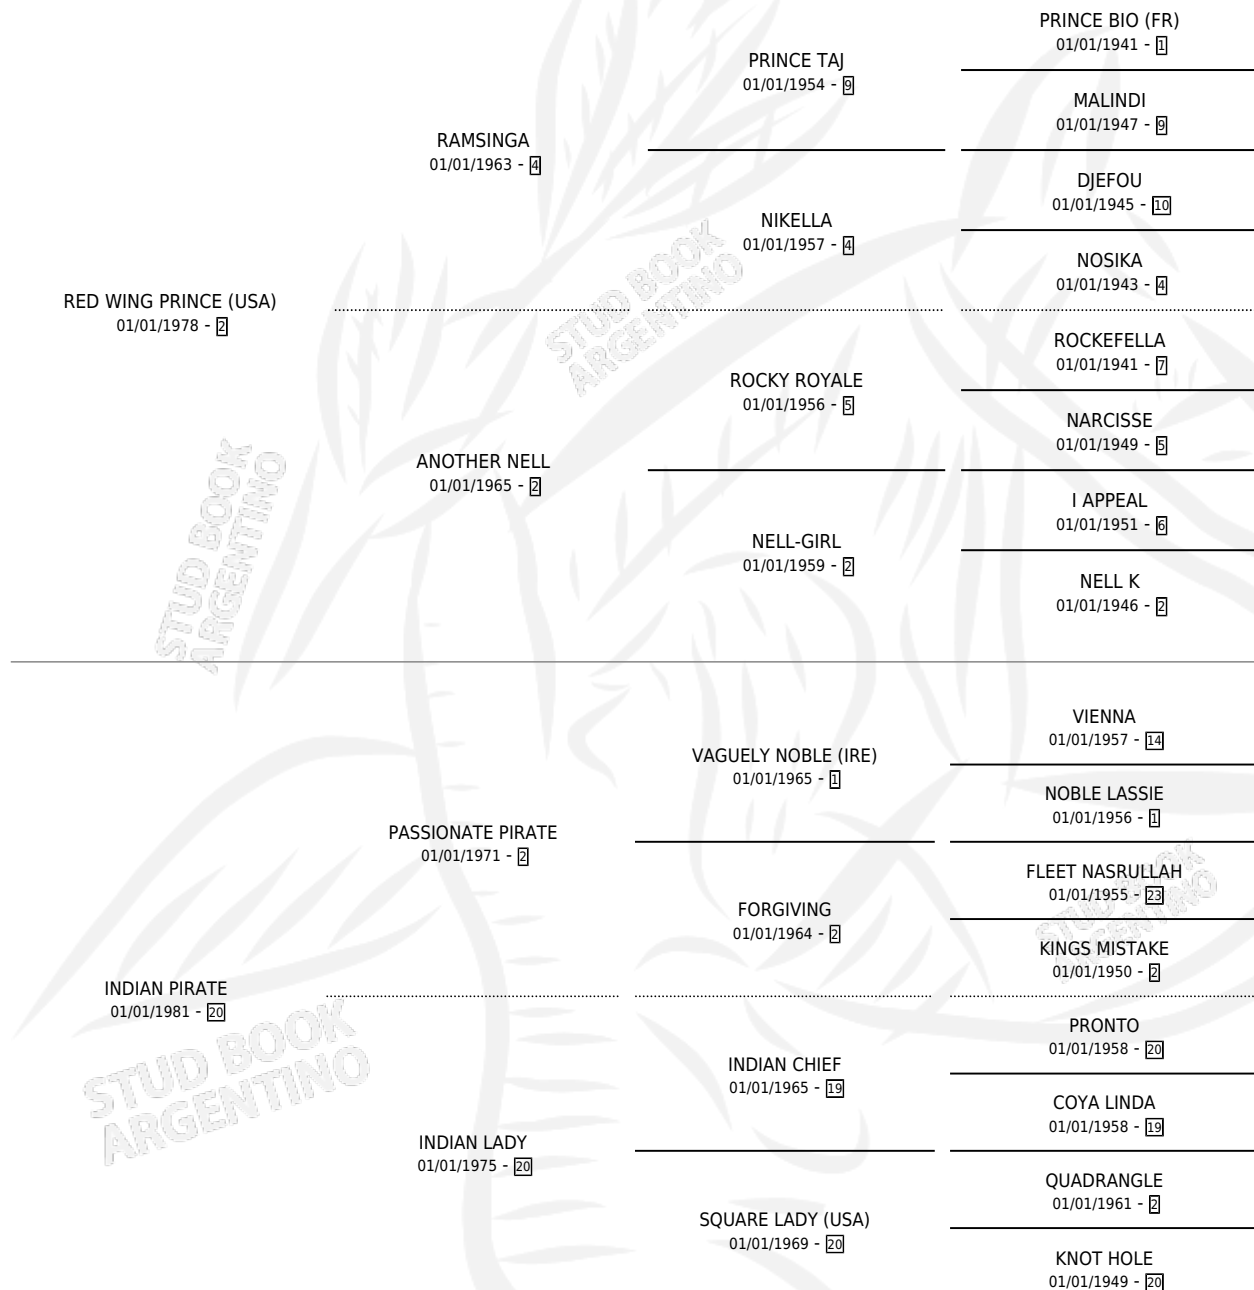 PRINCE BIO (FR)
01/01/1941 - 1
PRINCE TAJ
01/01/1954 - 9
MALINDI
01/01/1947 - 9
RAMSINGA
01/01/1963 - 4
DJEFOU
01/01/1945 - 10
NIKELLA
01/01/1957 - 4
NOSIKA
01/01/1943 - 4
RED WING PRINCE (USA)
01/01/1978 - 2
STUD BOOK
ARGENTINO
ROCKEFELLA
01/01/1941 - 7
ROCKY ROYALE
01/01/1956 - 5
NARCISSE
01/01/1949 - 5
ANOTHER NELL
01/01/1965 - 2
I APPEAL
01/01/1951 - 6
NELL-GIRL
01/01/1959 - 2
NELL K
01/01/1946 - 2
STUD BOOK
ARGENTINO
VIENNA
01/01/1957 - 14
VAGUELY NOBLE (IRE)
01/01/1965 - 1
NOBLE LASSIE
01/01/1956 - 1
PASSIONATE PIRATE
01/01/1971 - 2
FLEET NASRULLAH
01/01/1955 - 23
FORGIVING
01/01/1964 - 2
STUD BOOK
ARGENTINO
KINGS MISTAKE
01/01/1950 - 2
INDIAN PIRATE
01/01/1981 - 20
PRONTO
01/01/1958 - 20
INDIAN CHIEF
01/01/1965 - 19
COYA LINDA
01/01/1958 - 19
STUD BOOK
ARGENTINO
INDIAN LADY
01/01/1975 - 20
QUADRANGLE
01/01/1961 - 2
SQUARE LADY (USA)
01/01/1969 - 20
KNOT HOLE
01/01/1949 - 20